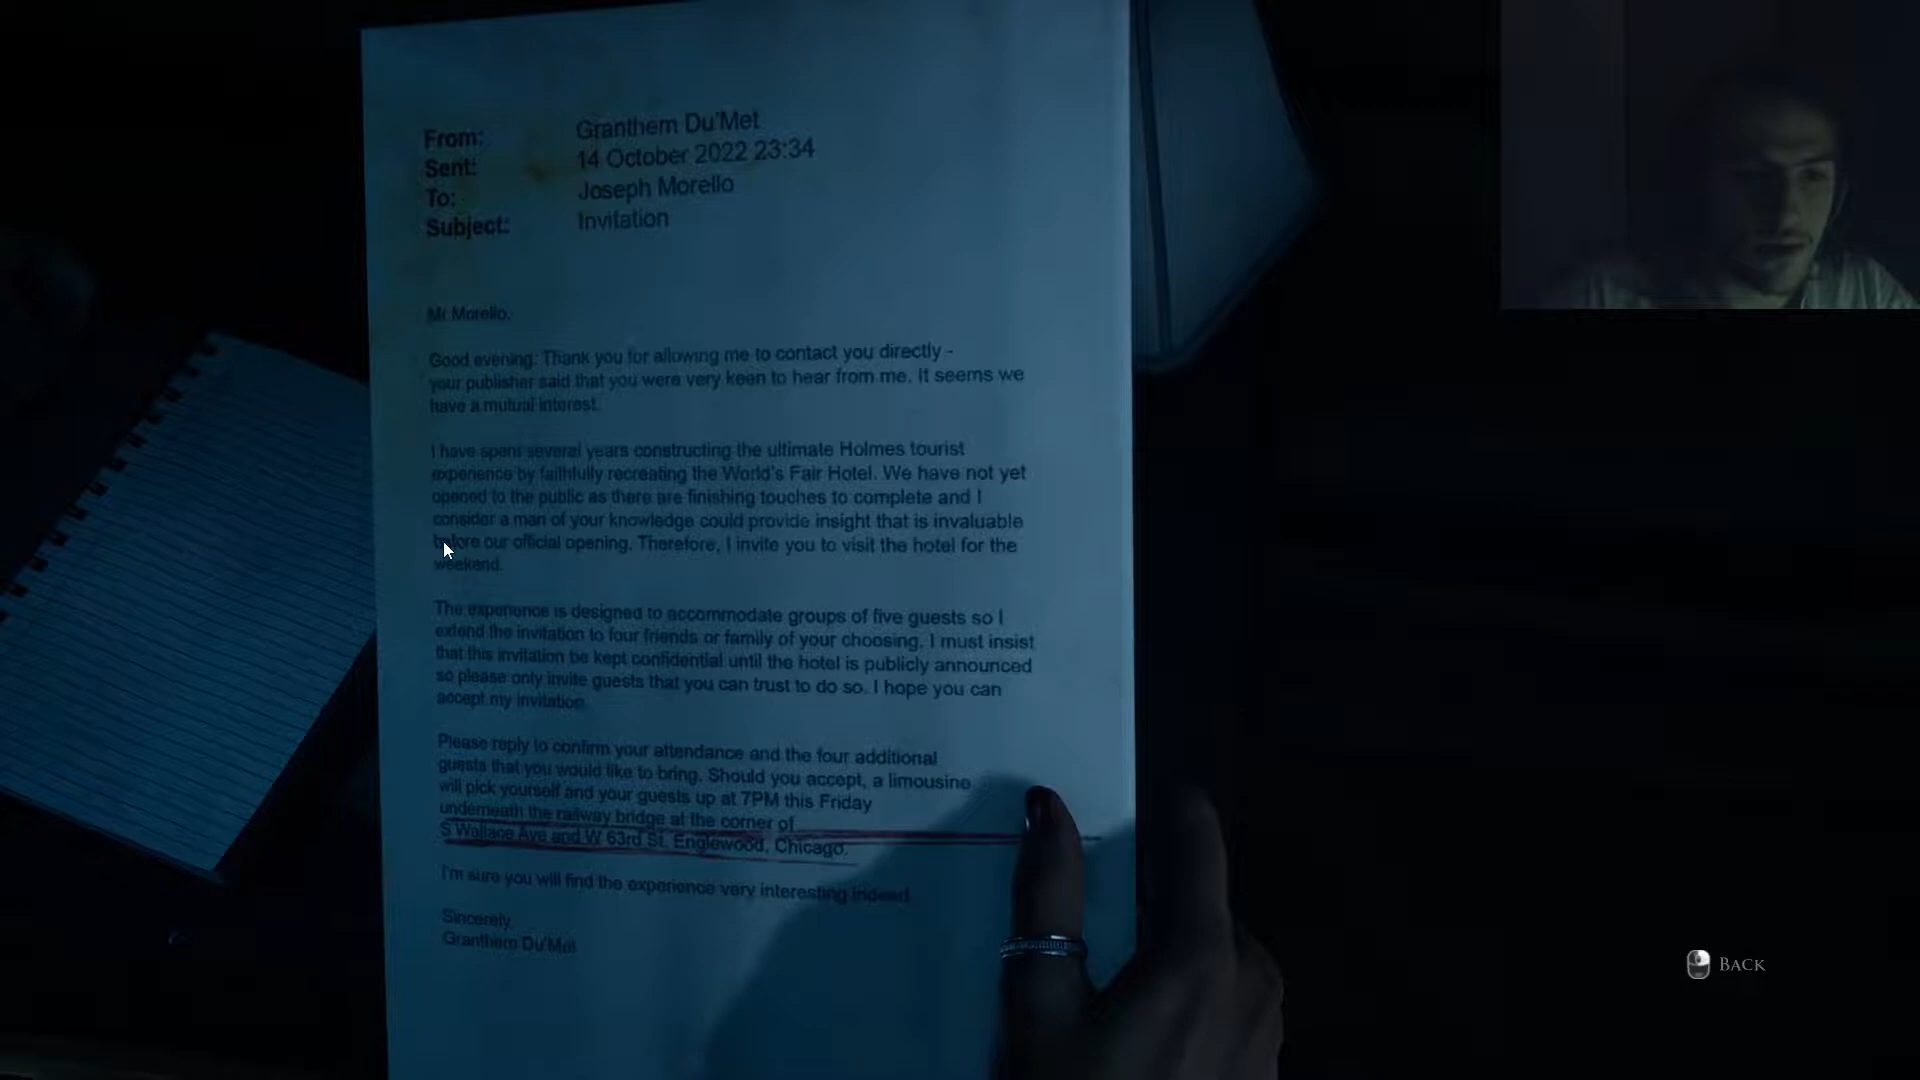 From: Granthem Du'Met
Sent: 14 October 2022 23:34
To: Joseph Morello
Subject: Invitation
Mr Morello,
Good evening. Thank you for allowing me to contact you directly -
your publisher said that you were very keen to hear from me. It seems we
have a mutual interest.
I have spent several years constructing the ultimate Holmes tourist
experience by faithfully recreating the World's Fair Hotel. We have not yet
opened to the public as there are finishing touches to complete and I
consider a man of your knowledge could provide insight that is invaluable
before our official opening. Therefore, I invite you to visit the hotel for the
weekend.
The experience is designed to accommodate groups of five guests so I
extend the invitation to four friends or family of your choosing. I must insist
that this invitation be kept confidential until the hotel is publicly announced
so please only invite guests that you can trust to do so. I hope you can
accept my invitation.
Please reply to confirm your attendance and the four additional
guests that you would like to bring. Should you accept, a limousine
will pick yourself and your guests up at 7PM this Friday
underneath the railway bridge at the corner of
S Wallace Ave and W 63rd St. Englewood, Chicago.
I'm sure you will find the experience very interesting indeed
Sincerely,
Granthem Du'Met
BACK